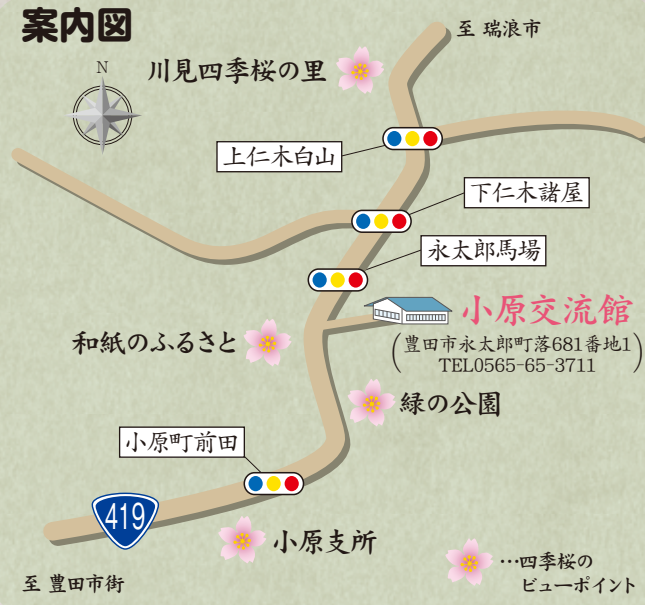 案内図
至 瑞浪市
N
川見四季桜の里
上仁木白山
下仁木諸屋
永太郎馬場
小原交流館
(豊田市永太郎町落681番地1)
TEL0565-65-3711
和紙のふるさと
緑の公園
小原町前田
419
小原支所
至 豊田市街
…四季桜の
ビューポイント